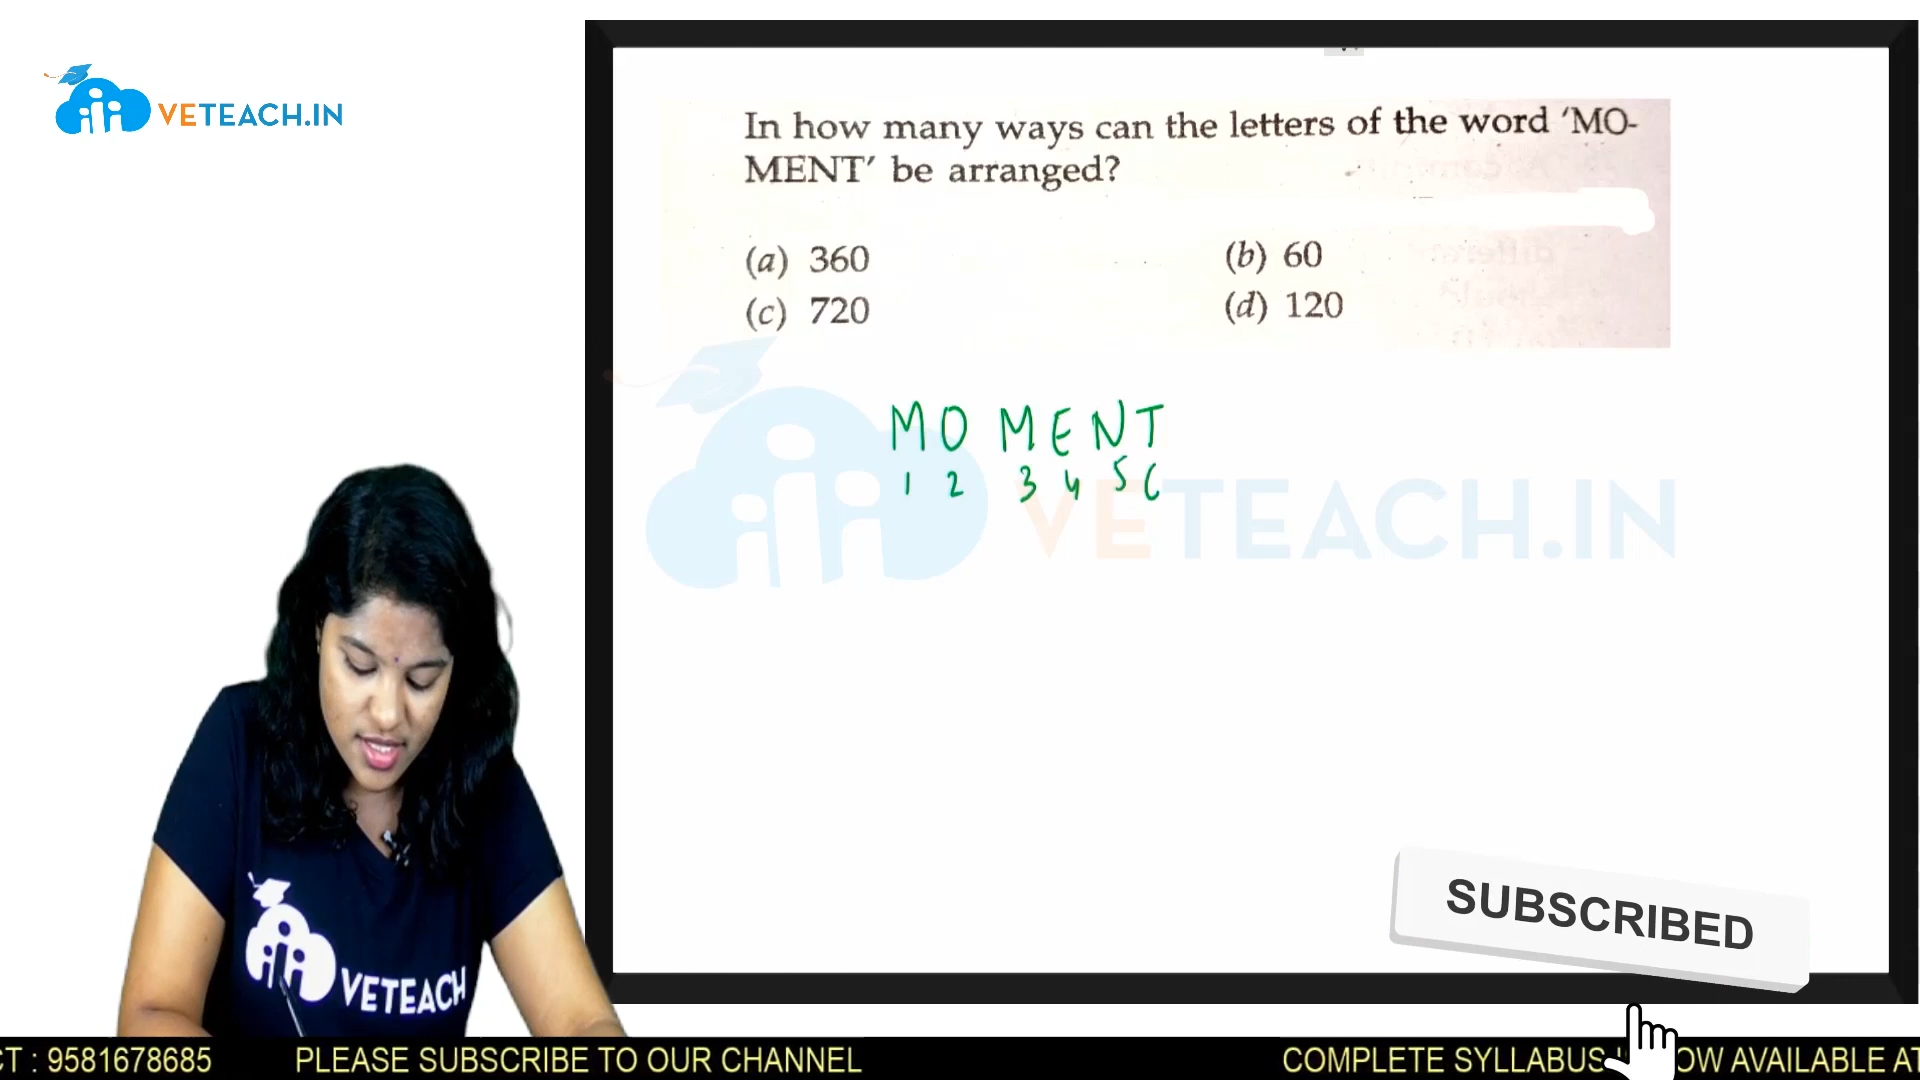 VETEACH.IN
In how many ways can the letters of the word ‘MO-
MENT’ be arranged?
(a) 360
(b) 60
(c) 720
(d) 120
MOMENT
1 2 3 4 5 6
VETEACH.IN
VETEACH
SUBSCRIBED
CT : 9581678685 PLEASE SUBSCRIBE TO OUR CHANNEL COMPLETE SYLLABUS OW AVAILABLE AT